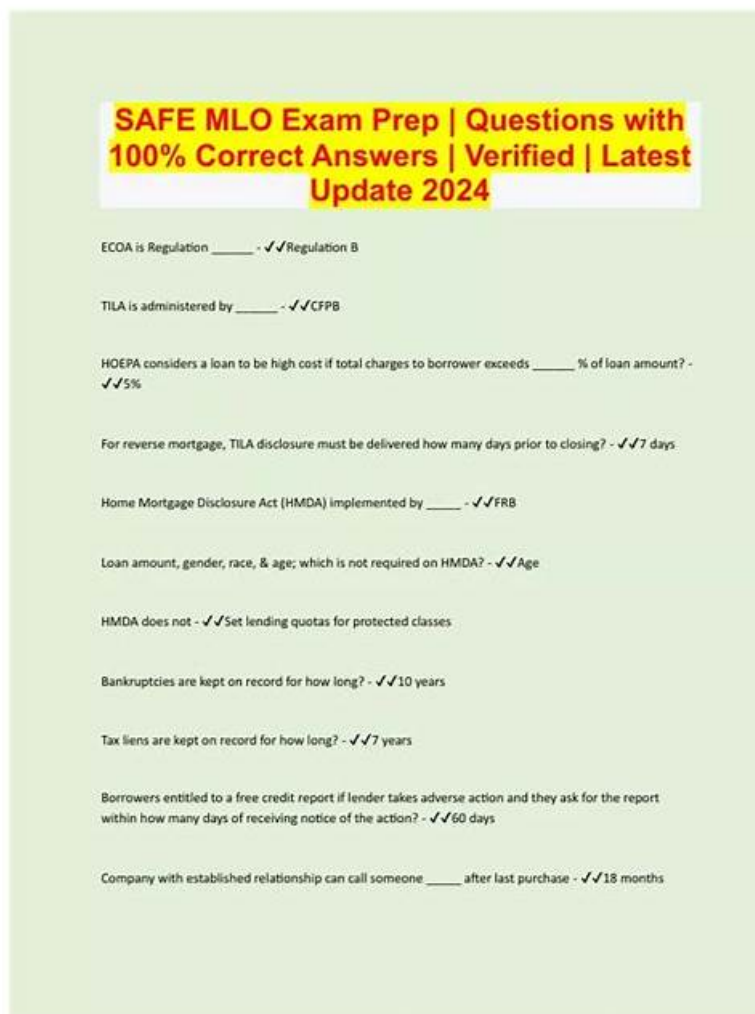 SAFE MLO Exam Prep | Questions with
100% Correct Answers | Verified | Latest
Update 2024
ECOA is Regulation ______ - ✓✓Regulation B
TILA is administered by ______ - ✓✓CFPB
HOEPA considers a loan to be high cost if total charges to borrower exceeds ______ % of loan amount? -
✓✓5%
For reverse mortgage, TILA disclosure must be delivered how many days prior to closing? - ✓✓7 days
Home Mortgage Disclosure Act (HMDA) implemented by _____ - ✓✓FRB
Loan amount, gender, race, & age; which is not required on HMDA? - ✓✓Age
HMDA does not - ✓✓Set lending quotas for protected classes
Bankruptcies are kept on record for how long? - ✓✓10 years
Tax liens are kept on record for how long? - ✓✓7 years
Borrowers entitled to a free credit report if lender takes adverse action and they ask for the report
within how many days of receiving notice of the action? - ✓✓60 days
Company with established relationship can call someone _____ after last purchase - ✓✓18 months